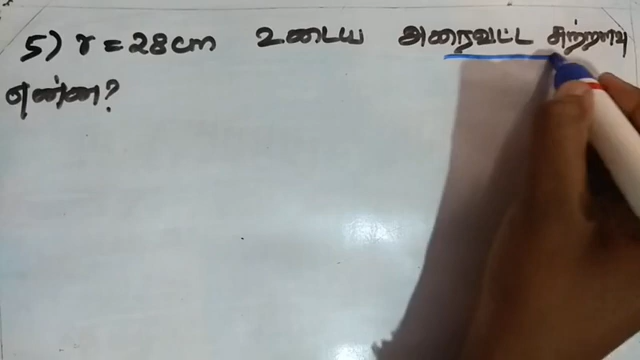 5) r = 28cm உடைய அரைவட்ட சுற்றளவு
என்ன?